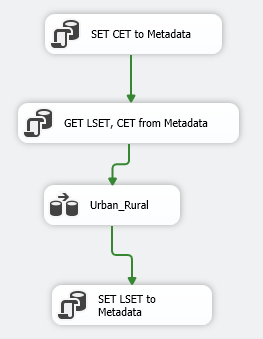 SET CET to Metadata
GET LSET, CET from Metadata
Urban_Rural
SET LSET to
Metadata